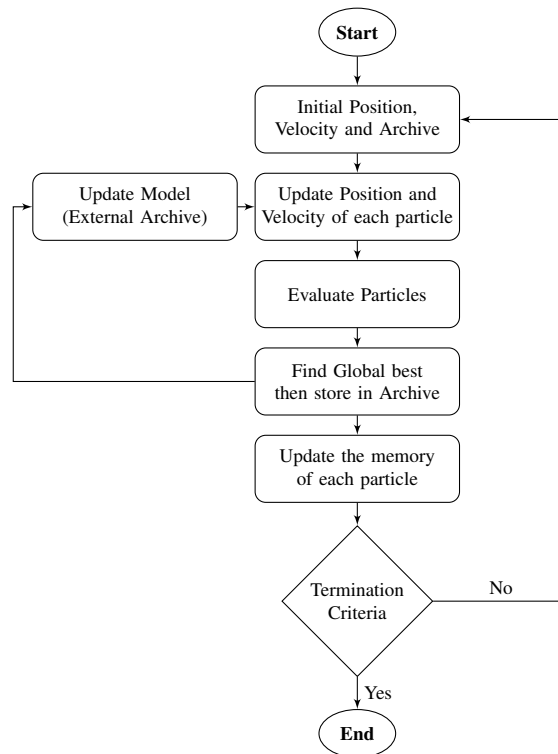 Start
Initial Position,
Velocity and Archive
Update Model
(External Archive)
Update Position and
Velocity of each particle
Evaluate Particles
Find Global best
then store in Archive
Update the memory
of each particle
Termination
Criteria
No
Yes
End